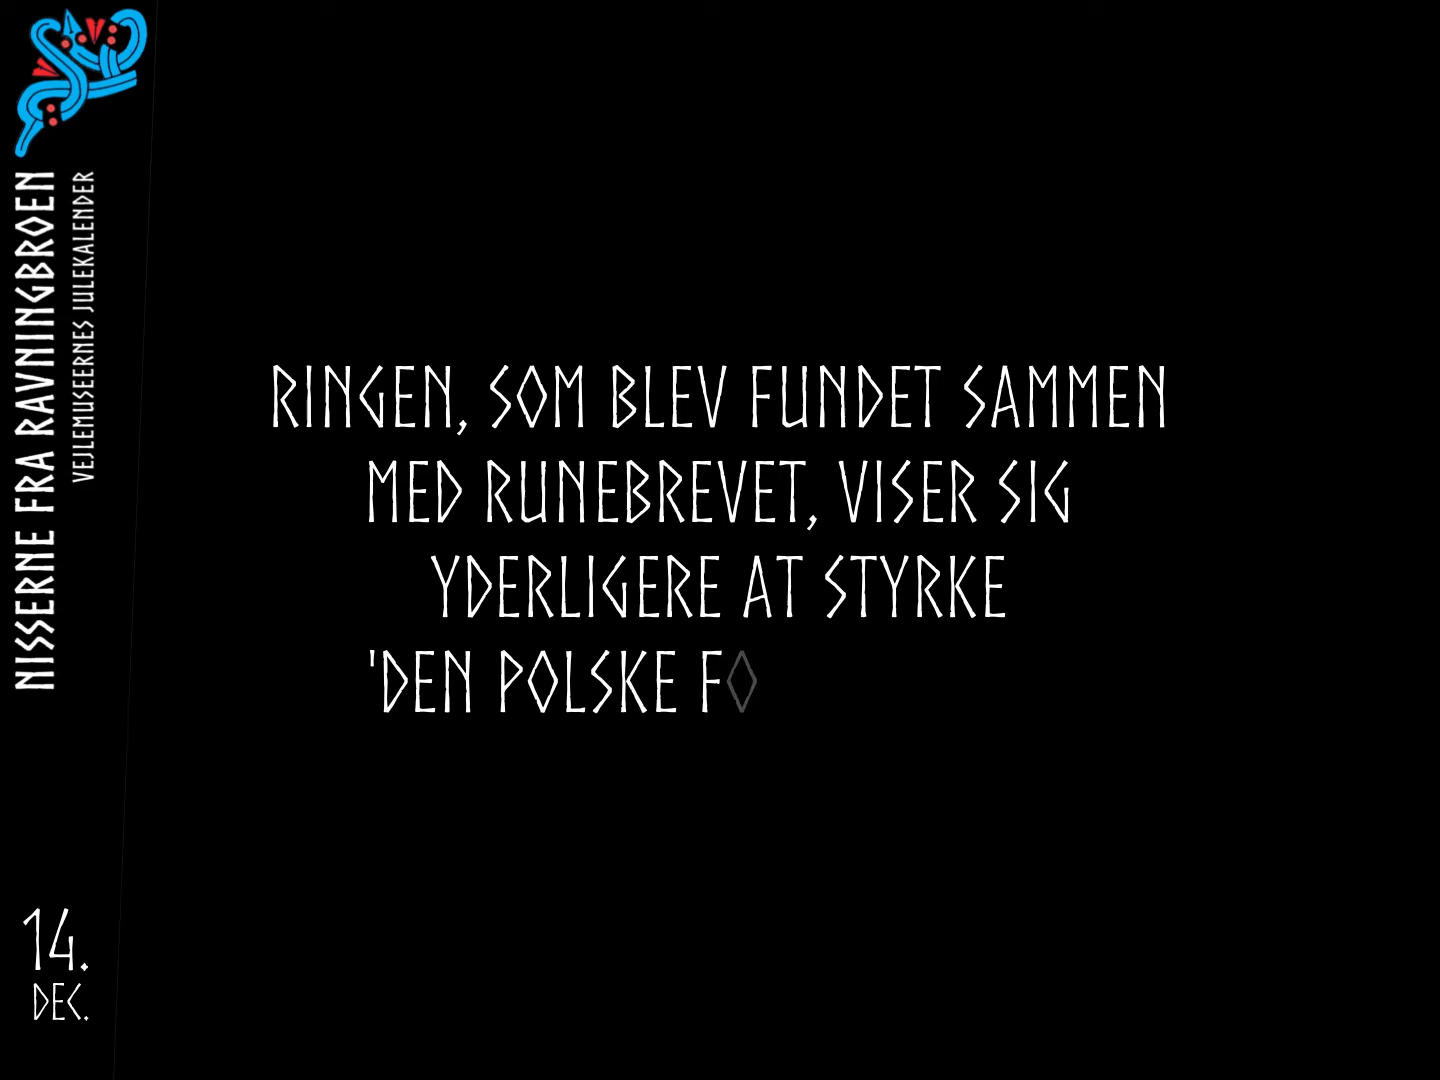 NISSERNE FRA RAVNINGBROEN
VEJLEMUSEERNES JULEKALENDER
RINGEN, SOM BLEV FUNDET SAMMEN
MED RUNEBREVET, VISER SIG
YDERLIGERE AT STYRKE
'DEN POLSKE FO
14.
DEC.